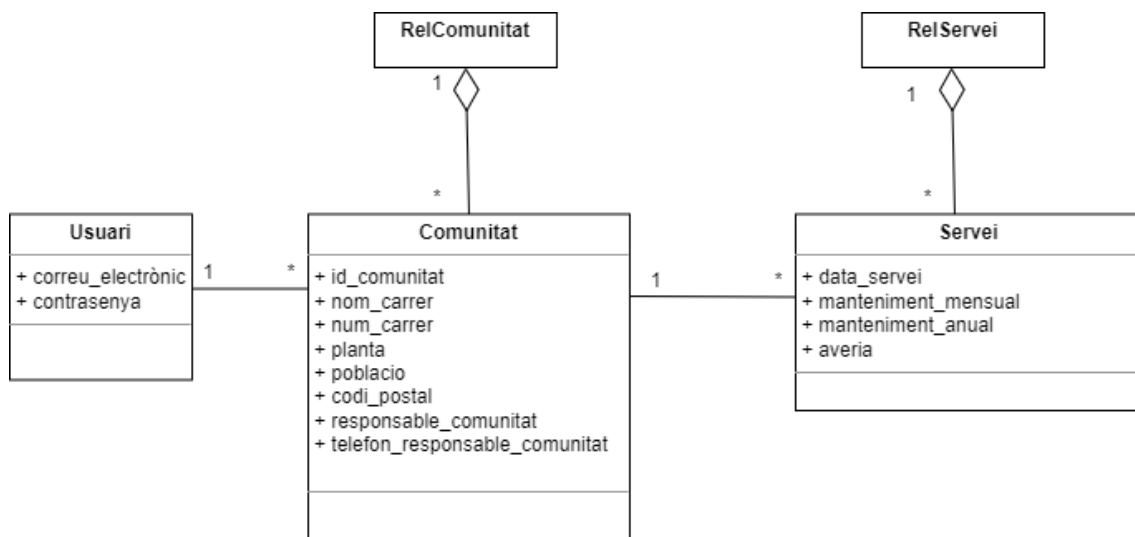 RelComunitat
RelServei
1
1
*
*
Usuari
+ correu_electrònic
+ contrasenya
1
*
Comunitat
+ id_comunitat
+ nom_carrer
+ num_carrer
+ planta
+ poblacio
+ codi_postal
+ responsable_comunitat
+ telefon_responsable_comunitat
1
*
Servei
+ data_servei
+ manteniment_mensual
+ manteniment_anual
+ averia